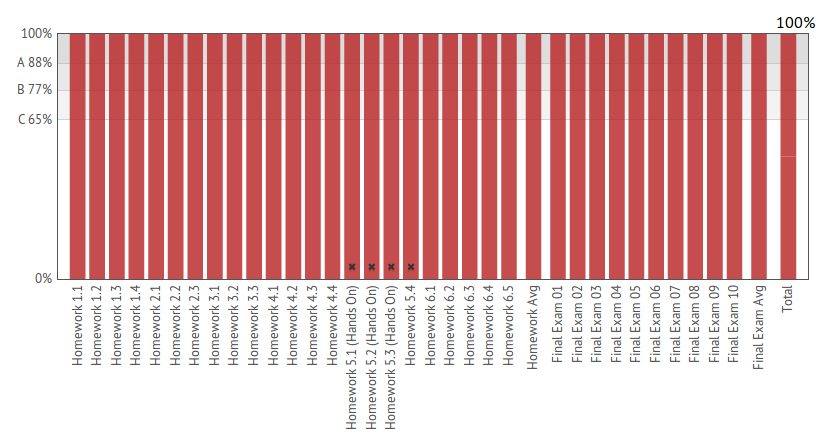 100%
100%
A 88%
B 77%
C 65%
0%
Homework 1.1
Homework 1.2
Homework 1.3
Homework 1.4
Homework 2.1
Homework 2.2
Homework 2.3
Homework 3.1
Homework 3.2
Homework 3.3
Homework 4.1
Homework 4.2
Homework 4.3
Homework 4.4
Homework 5.1 (Hands On)
Homework 5.2 (Hands On)
Homework 5.3 (Hands On)
Homework 5.4
Homework 6.1
Homework 6.2
Homework 6.3
Homework 6.4
Homework 6.5
Homework Avg
Final Exam 01
Final Exam 02
Final Exam 03
Final Exam 04
Final Exam 05
Final Exam 06
Final Exam 07
Final Exam 08
Final Exam 09
Final Exam 10
Final Exam Avg
Total